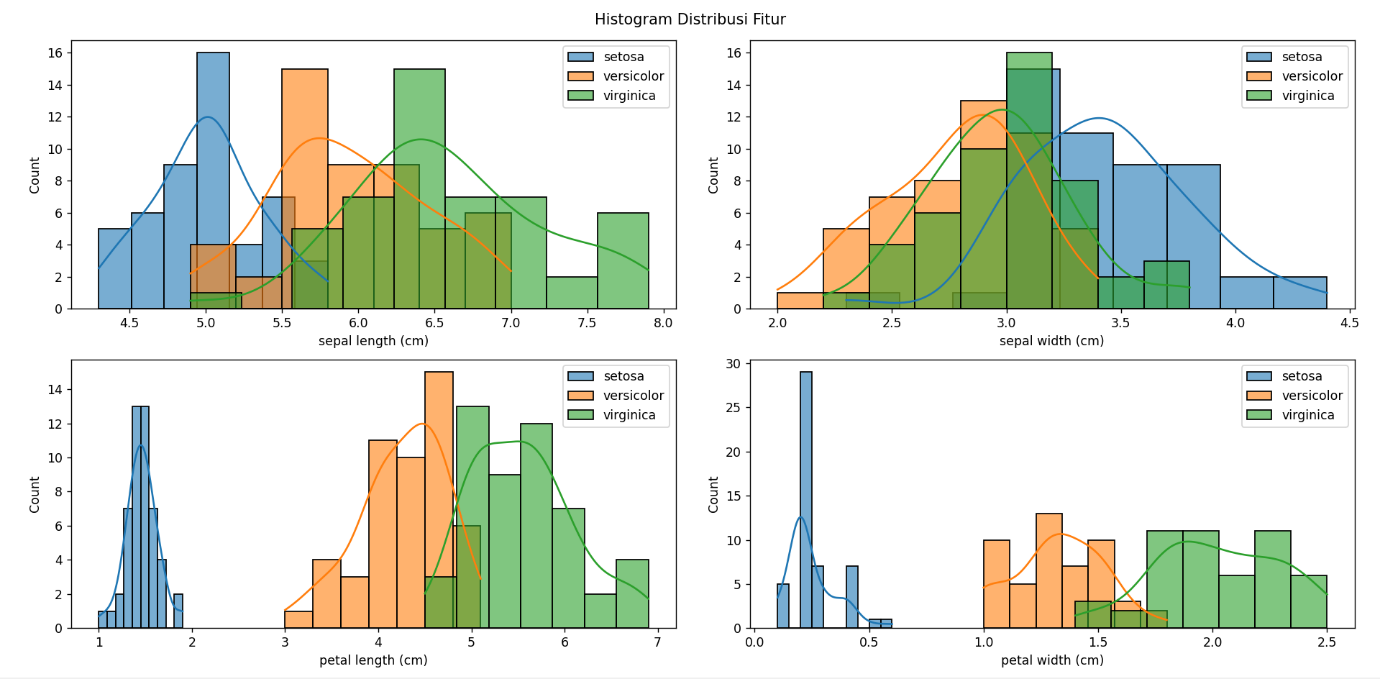 Histogram Distribusi Fitur
16
14
12
10
8
6
4
2
0
Count
4.5 5.0 5.5 6.0 6.5 7.0 7.5 8.0
sepal length (cm)
setosa
versicolor
virginica
16
14
12
10
8
6
4
2
0
Count
2.0 2.5 3.0 3.5 4.0 4.5
sepal width (cm)
setosa
versicolor
virginica
14
12
10
8
6
4
2
0
Count
1 2 3 4 5 6 7
petal length (cm)
setosa
versicolor
virginica
30
25
20
15
10
5
0
Count
0.0 0.5 1.0 1.5 2.0 2.5
petal width (cm)
setosa
versicolor
virginica